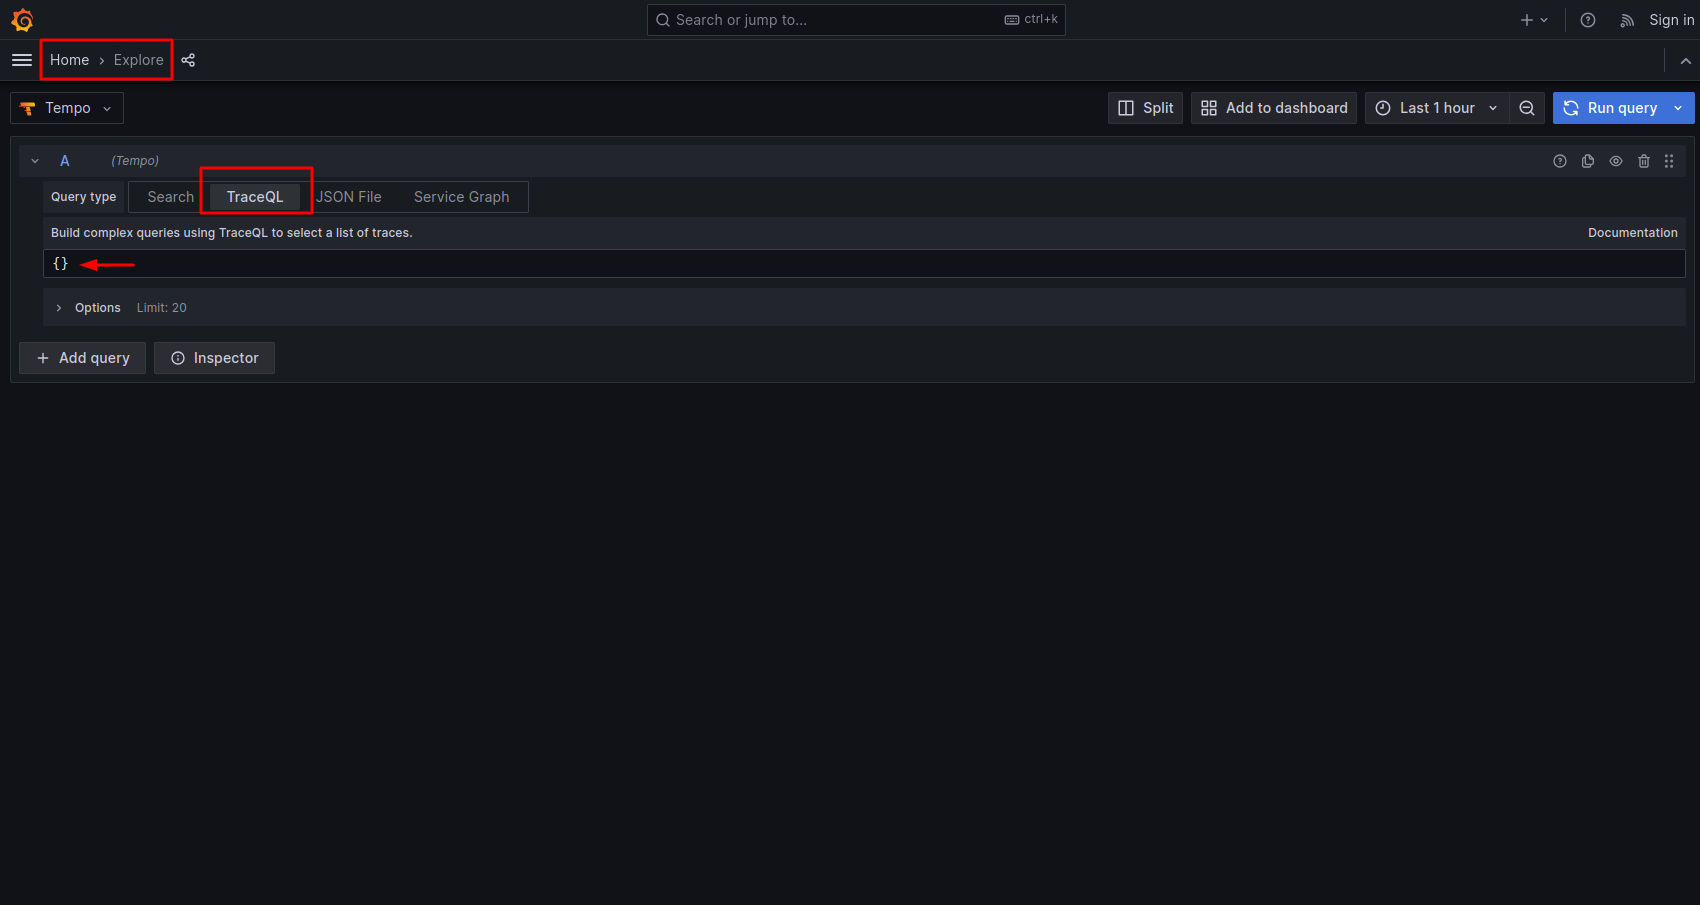 Search or jump to... ctrl+k Sign in
Home › Explore
Tempo Split Add to dashboard Last 1 hour Run query
A (Tempo)
Query type Search TraceQL JSON File Service Graph
Build complex queries using TraceQL to select a list of traces. Documentation
{}
Options Limit: 20
+ Add query Inspector